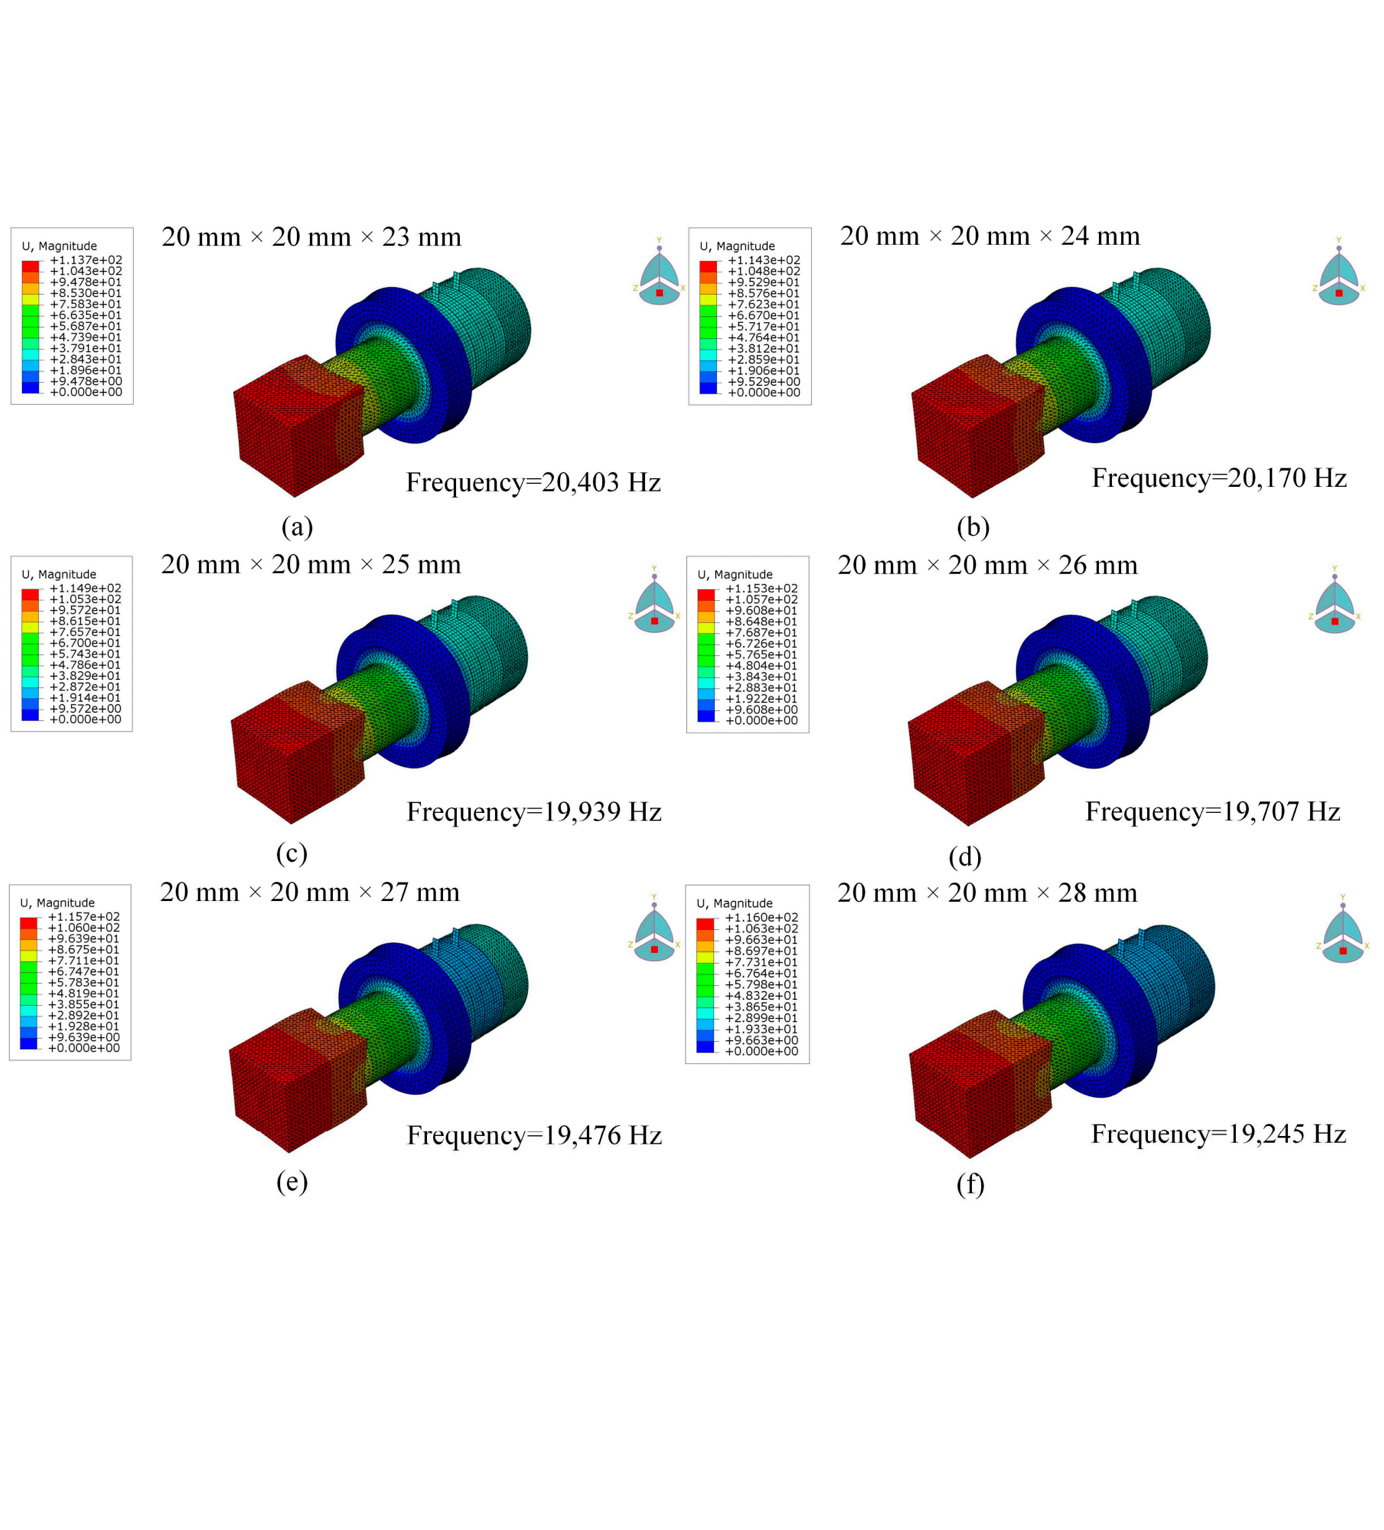 20 mm × 20 mm × 23 mm
U, Magnitude
+1.137e+02
+1.043e+02
+9.478e+01
+8.530e+01
+7.583e+01
+6.635e+01
+5.687e+01
+4.739e+01
+3.791e+01
+2.843e+01
+1.896e+01
+9.478e+00
+0.000e+00
Y
Z
X
Frequency=20,403 Hz
(a)
20 mm × 20 mm × 24 mm
U, Magnitude
+1.143e+02
+1.048e+02
+9.529e+01
+8.576e+01
+7.623e+01
+6.670e+01
+5.717e+01
+4.764e+01
+3.812e+01
+2.859e+01
+1.906e+01
+9.529e+00
+0.000e+00
Y
Z
X
Frequency=20,170 Hz
(b)
20 mm × 20 mm × 25 mm
U, Magnitude
+1.149e+02
+1.053e+02
+9.572e+01
+8.615e+01
+7.657e+01
+6.700e+01
+5.743e+01
+4.786e+01
+3.829e+01
+2.872e+01
+1.914e+01
+9.572e+00
+0.000e+00
Y
Z
X
Frequency=19,939 Hz
(c)
20 mm × 20 mm × 26 mm
U, Magnitude
+1.153e+02
+1.057e+02
+9.608e+01
+8.648e+01
+7.687e+01
+6.726e+01
+5.765e+01
+4.804e+01
+3.843e+01
+2.883e+01
+1.922e+01
+9.608e+00
+0.000e+00
Y
Z
X
Frequency=19,707 Hz
(d)
20 mm × 20 mm × 27 mm
U, Magnitude
+1.157e+02
+1.060e+02
+9.639e+01
+8.675e+01
+7.711e+01
+6.747e+01
+5.783e+01
+4.819e+01
+3.855e+01
+2.892e+01
+1.928e+01
+9.639e+00
+0.000e+00
Y
Z
X
Frequency=19,476 Hz
(e)
20 mm × 20 mm × 28 mm
U, Magnitude
+1.160e+02
+1.063e+02
+9.663e+01
+8.697e+01
+7.731e+01
+6.764e+01
+5.798e+01
+4.832e+01
+3.865e+01
+2.899e+01
+1.933e+01
+9.663e+00
+0.000e+00
Y
Z
X
Frequency=19,245 Hz
(f)